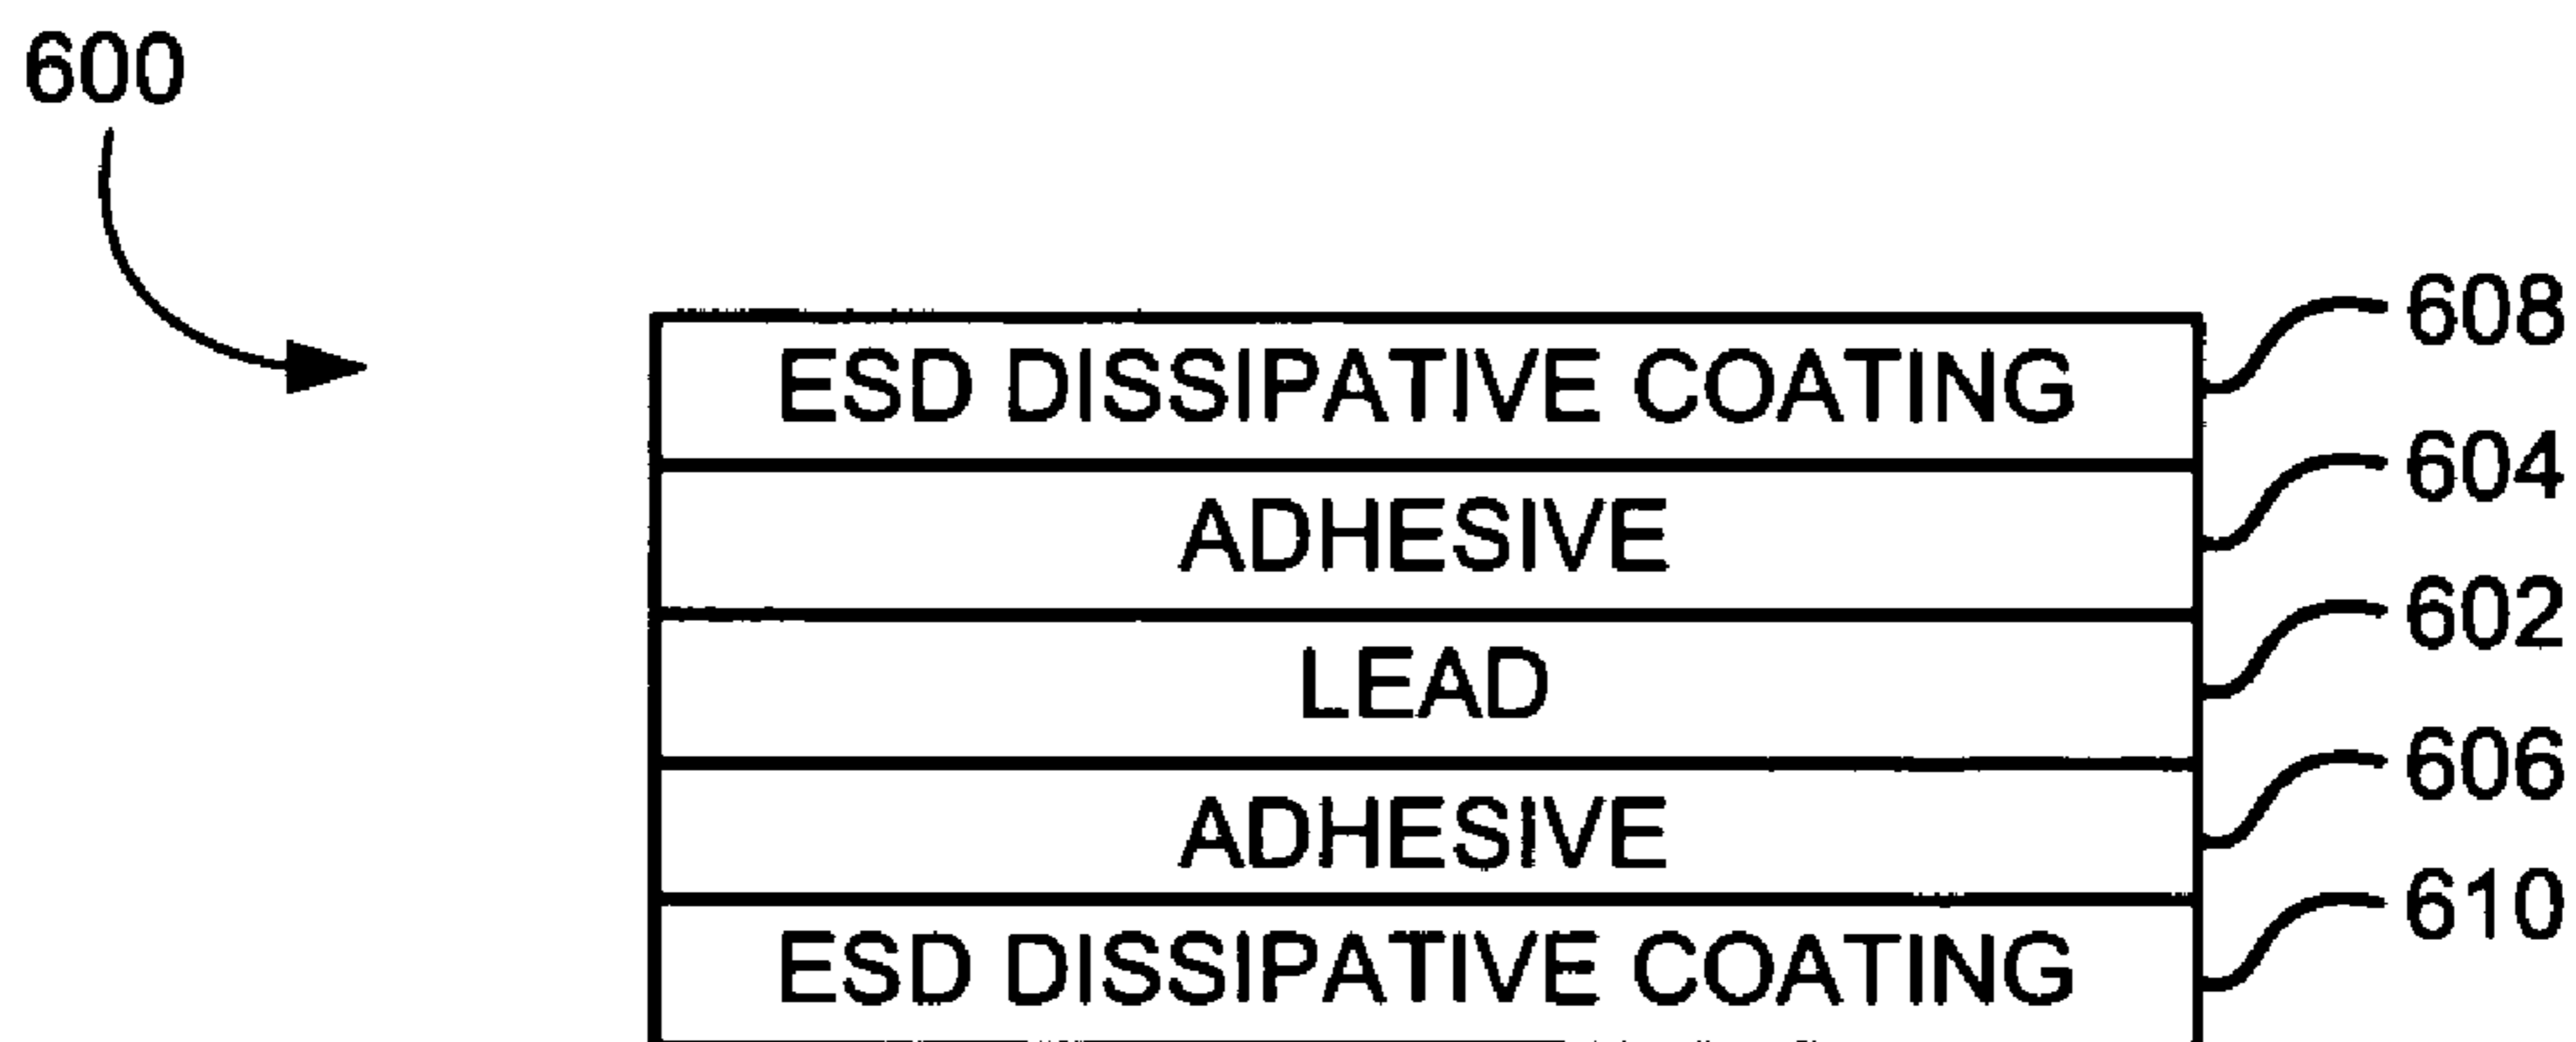 600
ESD DISSIPATIVE COATING 608
ADHESIVE 604
LEAD 602
ADHESIVE 606
ESD DISSIPATIVE COATING 610